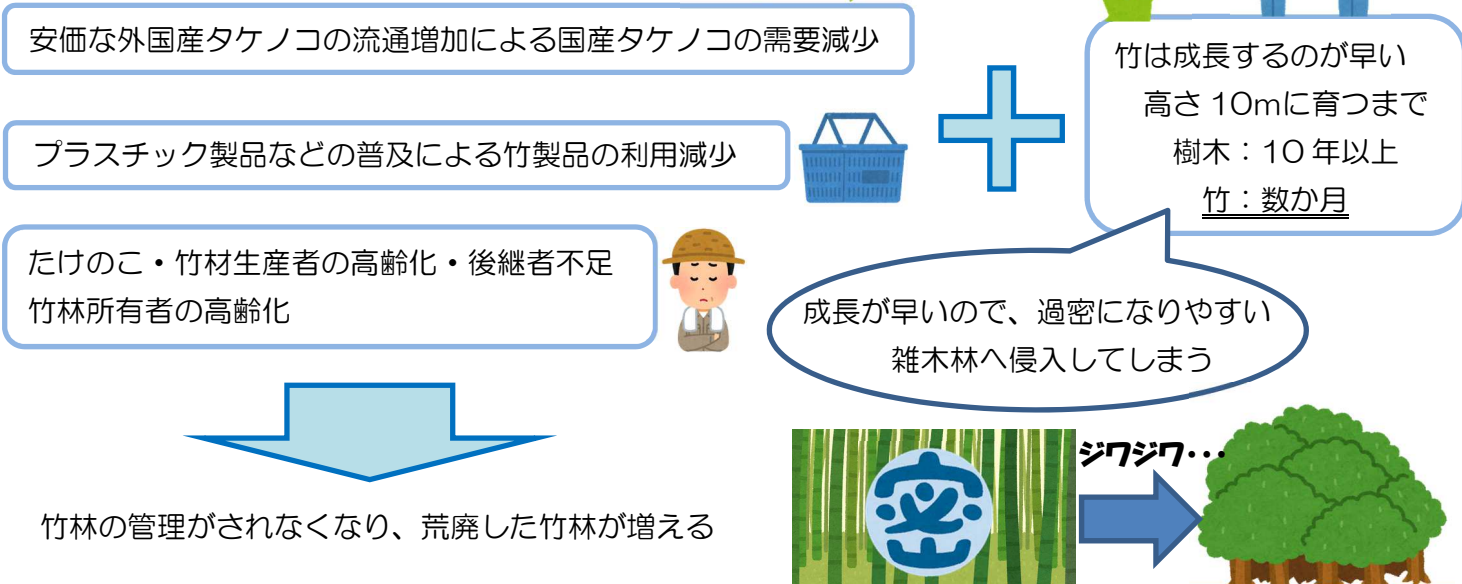 安価な外国産タケノコの流通増加による国産タケノコの需要減少
プラスチック製品などの普及による竹製品の利用減少
たけのこ・竹材生産者の高齢化・後継者不足
竹林所有者の高齢化
竹林の管理がされなくなり、荒廃した竹林が増える
竹は成長するのが早い
高さ 10mに育つまで
樹木：10 年以上
竹：数か月
成長が早いので、過密になりやすい
雑木林へ侵入してしまう
密
ジワジワ・・・